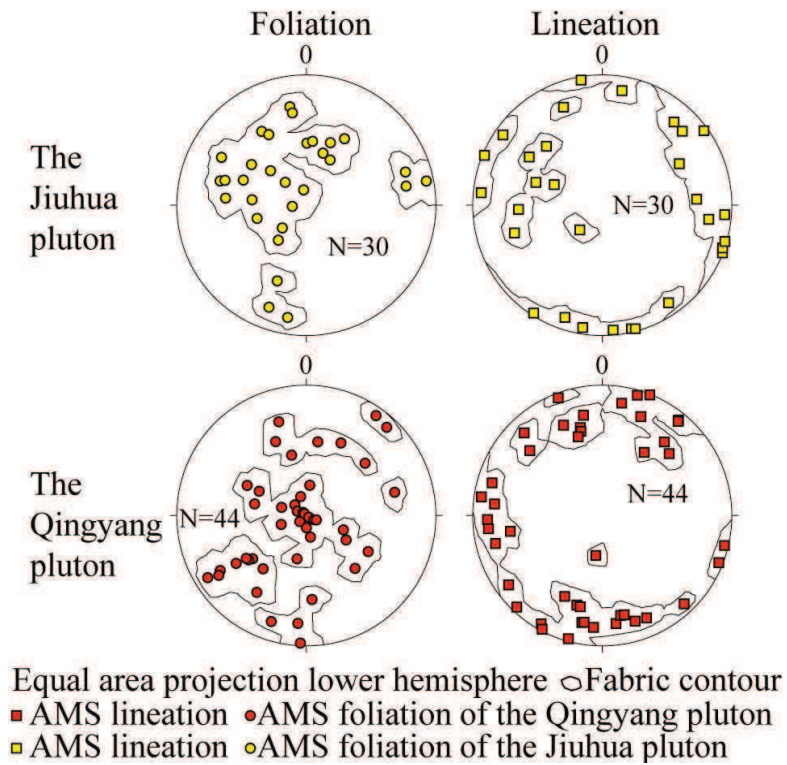 Foliation Lineation
0 0
The
Jiuhua
pluton
N=30 N=30
0 0
The
Qingyang
pluton
N=44 N=44
Equal area projection lower hemisphere Fabric contour
AMS lineation AMS foliation of the Qingyang pluton
AMS lineation AMS foliation of the Jiuhua pluton